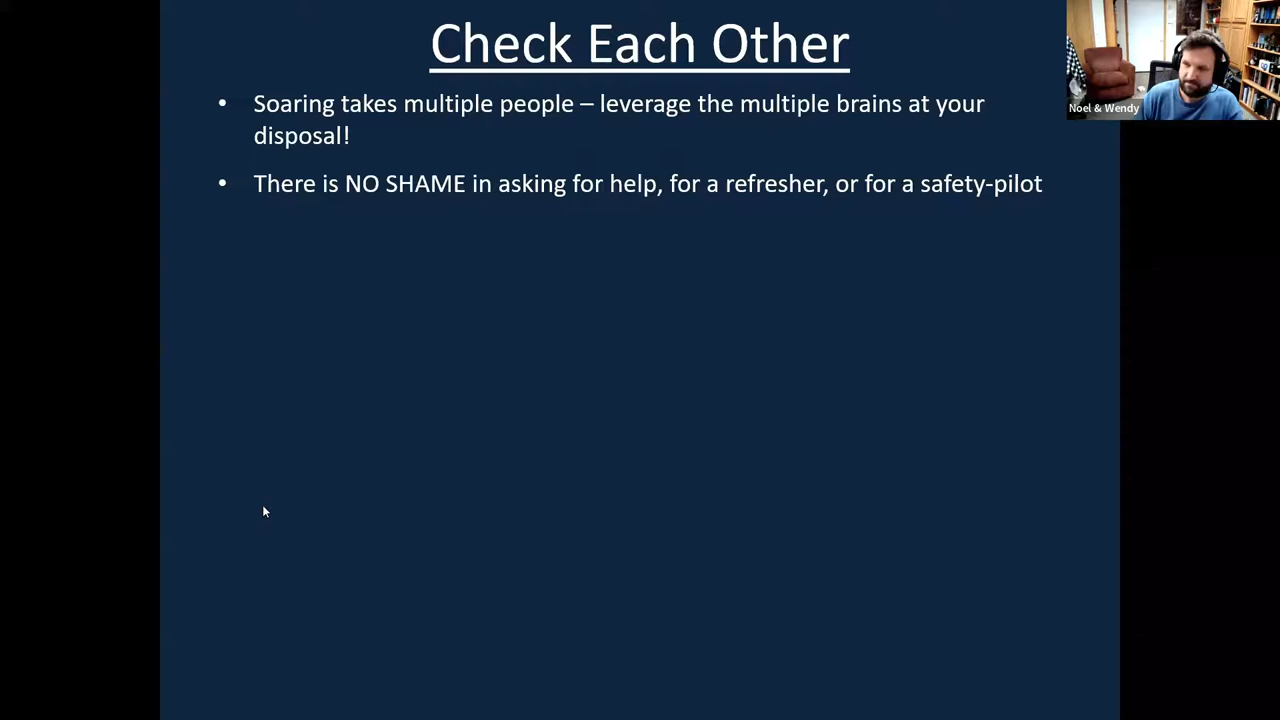 Check Each Other
• Soaring takes multiple people – leverage the multiple brains at your
disposal!
• There is NO SHAME in asking for help, for a refresher, or for a safety-pilot
Noel & Wendy